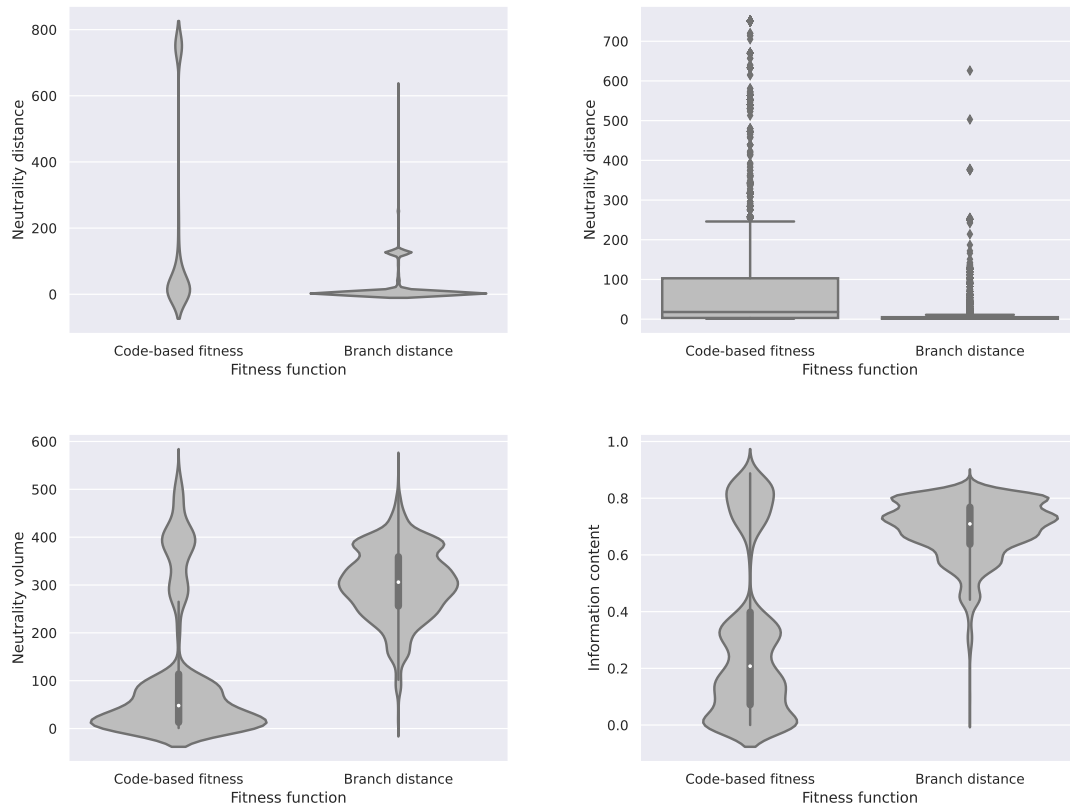 800
600
400
200
0
Neutrality distance
Code-based fitness Branch distance
Fitness function
700
600
500
400
300
200
100
0
Neutrality distance
Code-based fitness Branch distance
Fitness function
600
500
400
300
200
100
0
Neutrality volume
Code-based fitness Branch distance
Fitness function
1.0
0.8
0.6
0.4
0.2
0.0
Information content
Code-based fitness Branch distance
Fitness function